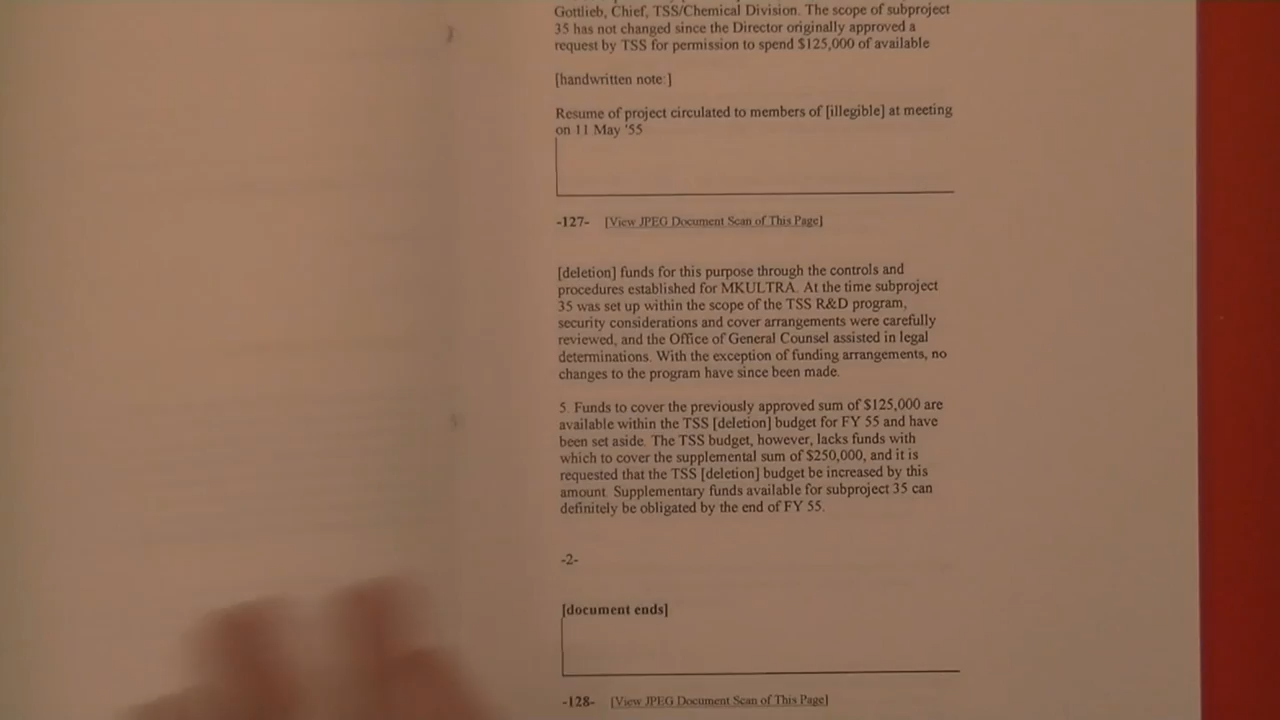 Gottlieb, Chief, TSS/Chemical Division. The scope of subproject
35 has not changed since the Director originally approved a
request by TSS for permission to spend $125,000 of available
[handwritten note:]
Resume of project circulated to members of [illegible] at meeting
on 11 May '55
-127- [View JPEG Document Scan of This Page]
[deletion] funds for this purpose through the controls and
procedures established for MKULTRA. At the time subproject
35 was set up within the scope of the TSS R&D program,
security considerations and cover arrangements were carefully
reviewed, and the Office of General Counsel assisted in legal
determinations. With the exception of funding arrangements, no
changes to the program have since been made.
5. Funds to cover the previously approved sum of $125,000 are
available within the TSS [deletion] budget for FY 55 and have
been set aside. The TSS budget, however, lacks funds with
which to cover the supplemental sum of $250,000, and it is
requested that the TSS [deletion] budget be increased by this
amount. Supplementary funds available for subproject 35 can
definitely be obligated by the end of FY 55.
-2-
[document ends]
-128- [View JPEG Document Scan of This Page]